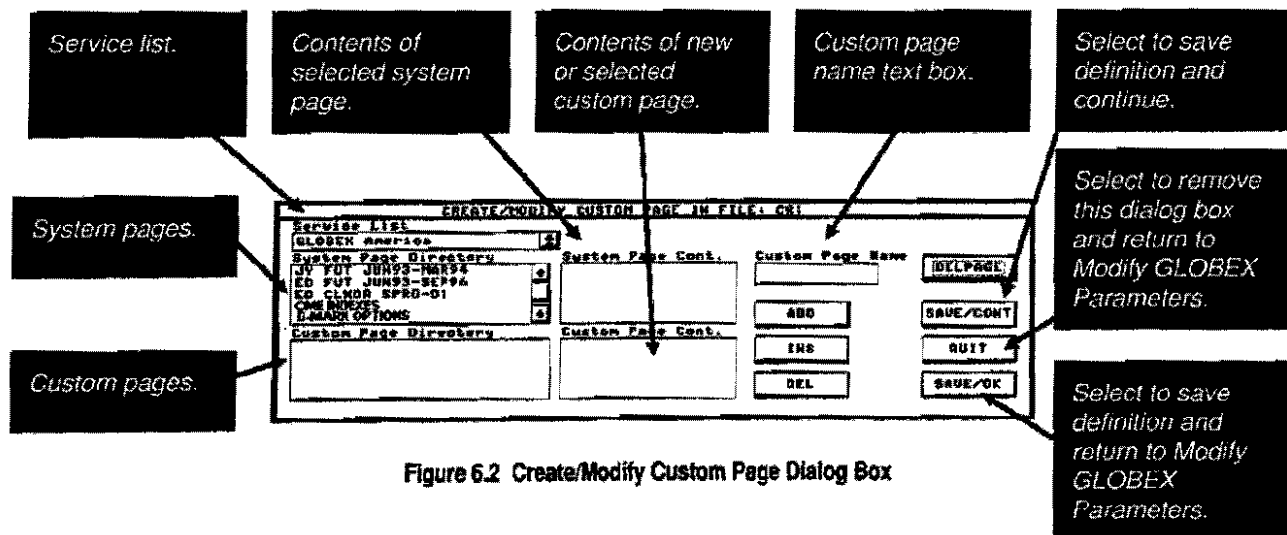 Service list.
Contents of
selected system
page.
Contents of new
or selected
custom page.
Custom page
name text box.
Select to save
definition and
continue.
System pages.
Custom pages.
Select to remove
this dialog box
and return to
Modify GLOBEX
Parameters.
Select to save
definition and
return to Modify
GLOBEX
Parameters.
CREATE/MODIFY CUSTOM PAGE IN FILE:
Service List
GLOBEX America
System Page Directory
JY FUT JUN93-MAR94
ED FUT JUN93-SEP96
ED CLNDR SPRD-01
CME INDEXES
D-MARK OPTIONS
Custom Page Directory
System Page Cont.
Custom Page Cont.
Custom Page Name
ADD
INS
DEL
DELPAGE
SAVE/CONT
QUIT
SAVE/OK
Figure 6.2 Create/Modify Custom Page Dialog Box